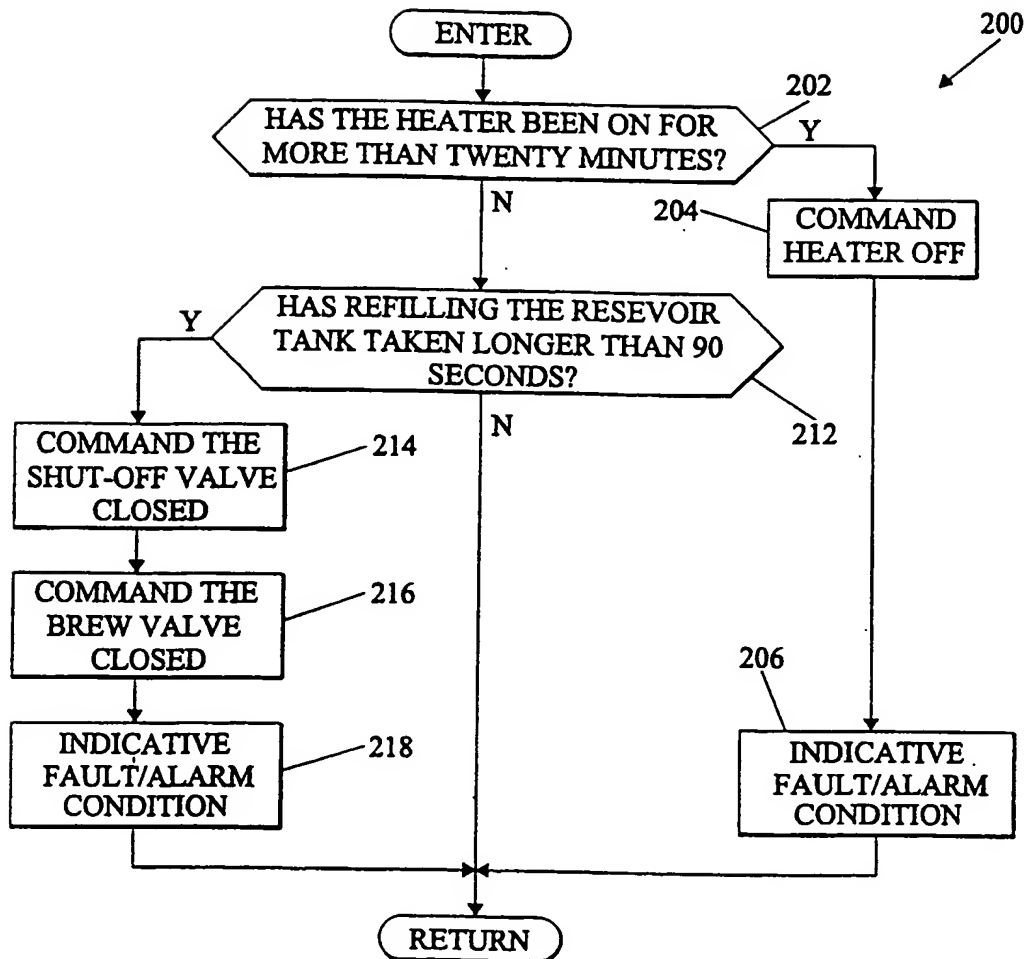 ENTER
200
202
HAS THE HEATER BEEN ON FOR
MORE THAN TWENTY MINUTES?
Y
N
204
COMMAND
HEATER OFF
Y
HAS REFILLING THE RESEVOIR
TANK TAKEN LONGER THAN 90
SECONDS?
N
212
COMMAND THE
SHUT-OFF VALVE
CLOSED
214
COMMAND THE
BREW VALVE
CLOSED
216
206
INDICATIVE
FAULT/ALARM
CONDITION
218
INDICATIVE
FAULT/ALARM
CONDITION
RETURN